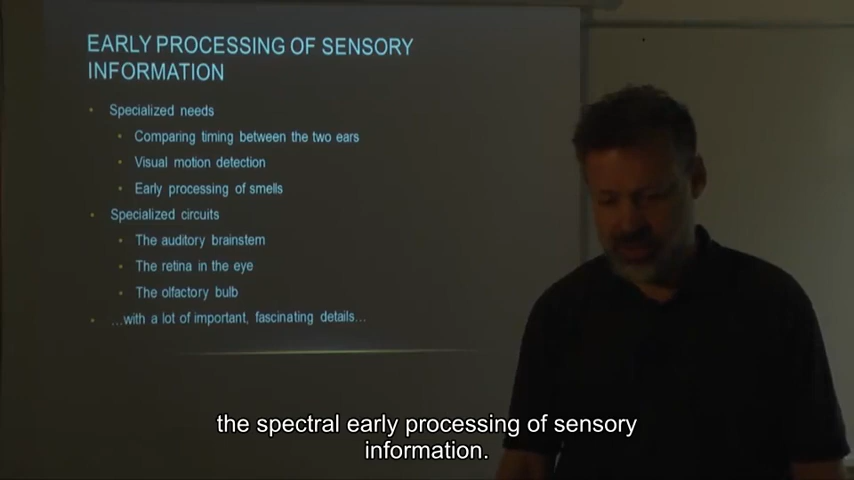 EARLY PROCESSING OF SENSORY
INFORMATION
• Specialized needs
• Comparing timing between the two ears
• Visual motion detection
• Early processing of smells
• Specialized circuits
• The auditory brainstem
• The retina in the eye
• The olfactory bulb
• ...with a lot of important, fascinating details...
the spectral early processing of sensory
information.